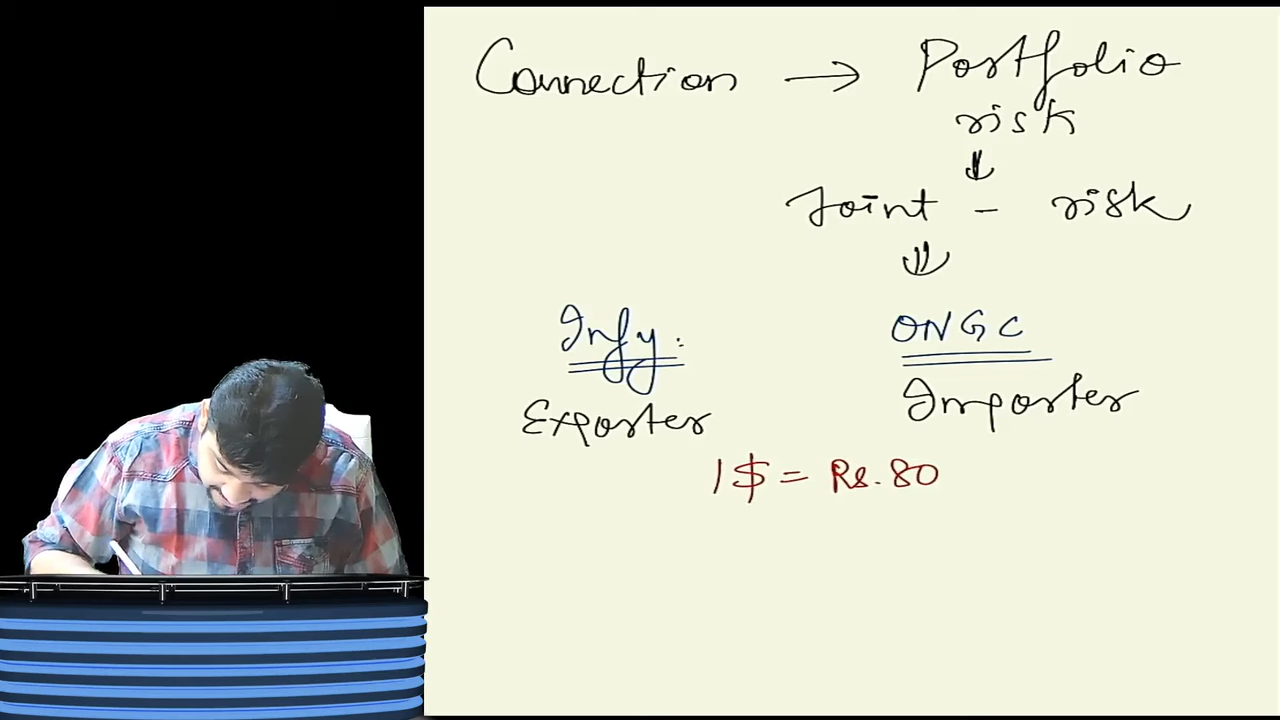 Connection → Portfolio
risk
↓
Joint - risk
⇓
Infy. ONGC
Exporter Importer
1$ = Rs. 80